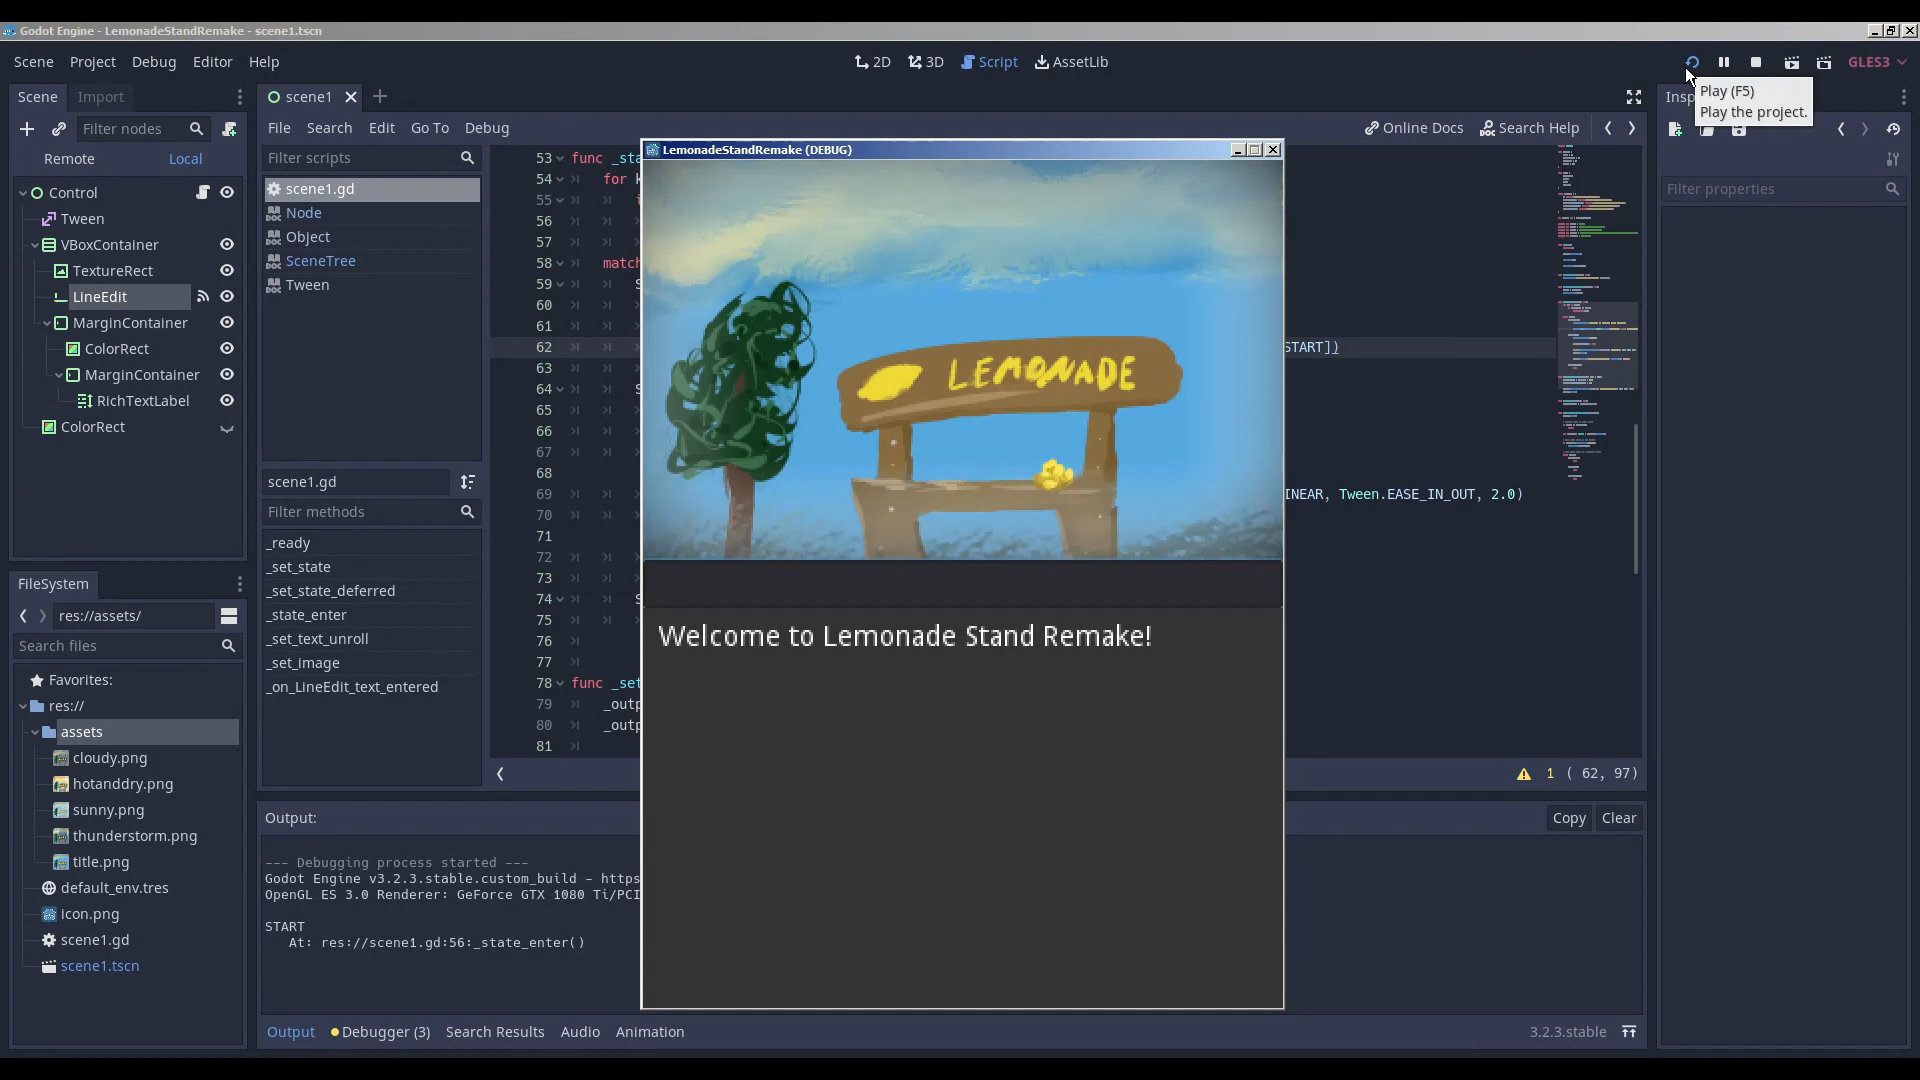 Godot Engine - LemonadeStandRemake - scene1.tscn
Scene Project Debug Editor Help
2D 3D Script AssetLib
GLES3
Play (F5)
Play the project.
Scene Import
Filter nodes
Remote Local
Control
Tween
VBoxContainer
TextureRect
LineEdit
MarginContainer
ColorRect
MarginContainer
RichTextLabel
ColorRect
FileSystem
res://assets/
Search files
Favorites:
res://
assets
cloudy.png
hotanddry.png
sunny.png
thunderstorm.png
title.png
default_env.tres
icon.png
scene1.gd
scene1.tscn
scene1
File Search Edit Go To Debug
Online Docs Search Help
Filter scripts
scene1.gd
Node
Object
SceneTree
Tween
scene1.gd
Filter methods
_ready
_set_state
_set_state_deferred
_state_enter
_set_text_unroll
_set_image
_on_LineEdit_text_entered
53 func _sta
54 for k
55
56
57
58 matc
59 S
60
61
62 START])
63
64 S
65
66
67
68
69 INEAR, Tween.EASE_IN_OUT, 2.0)
70
71
72
73
74 S
75
76
77
78 func _set
79 _outp
80 _outp
81
1 ( 62, 97)
LemonadeStandRemake (DEBUG)
LEMONADE
Welcome to Lemonade Stand Remake!
Insp
Filter properties
Output:
Copy Clear
--- Debugging process started ---
Godot Engine v3.2.3.stable.custom_build - https
OpenGL ES 3.0 Renderer: GeForce GTX 1080 Ti/PCI
START
At: res://scene1.gd:56:_state_enter()
Output Debugger (3) Search Results Audio Animation
3.2.3.stable